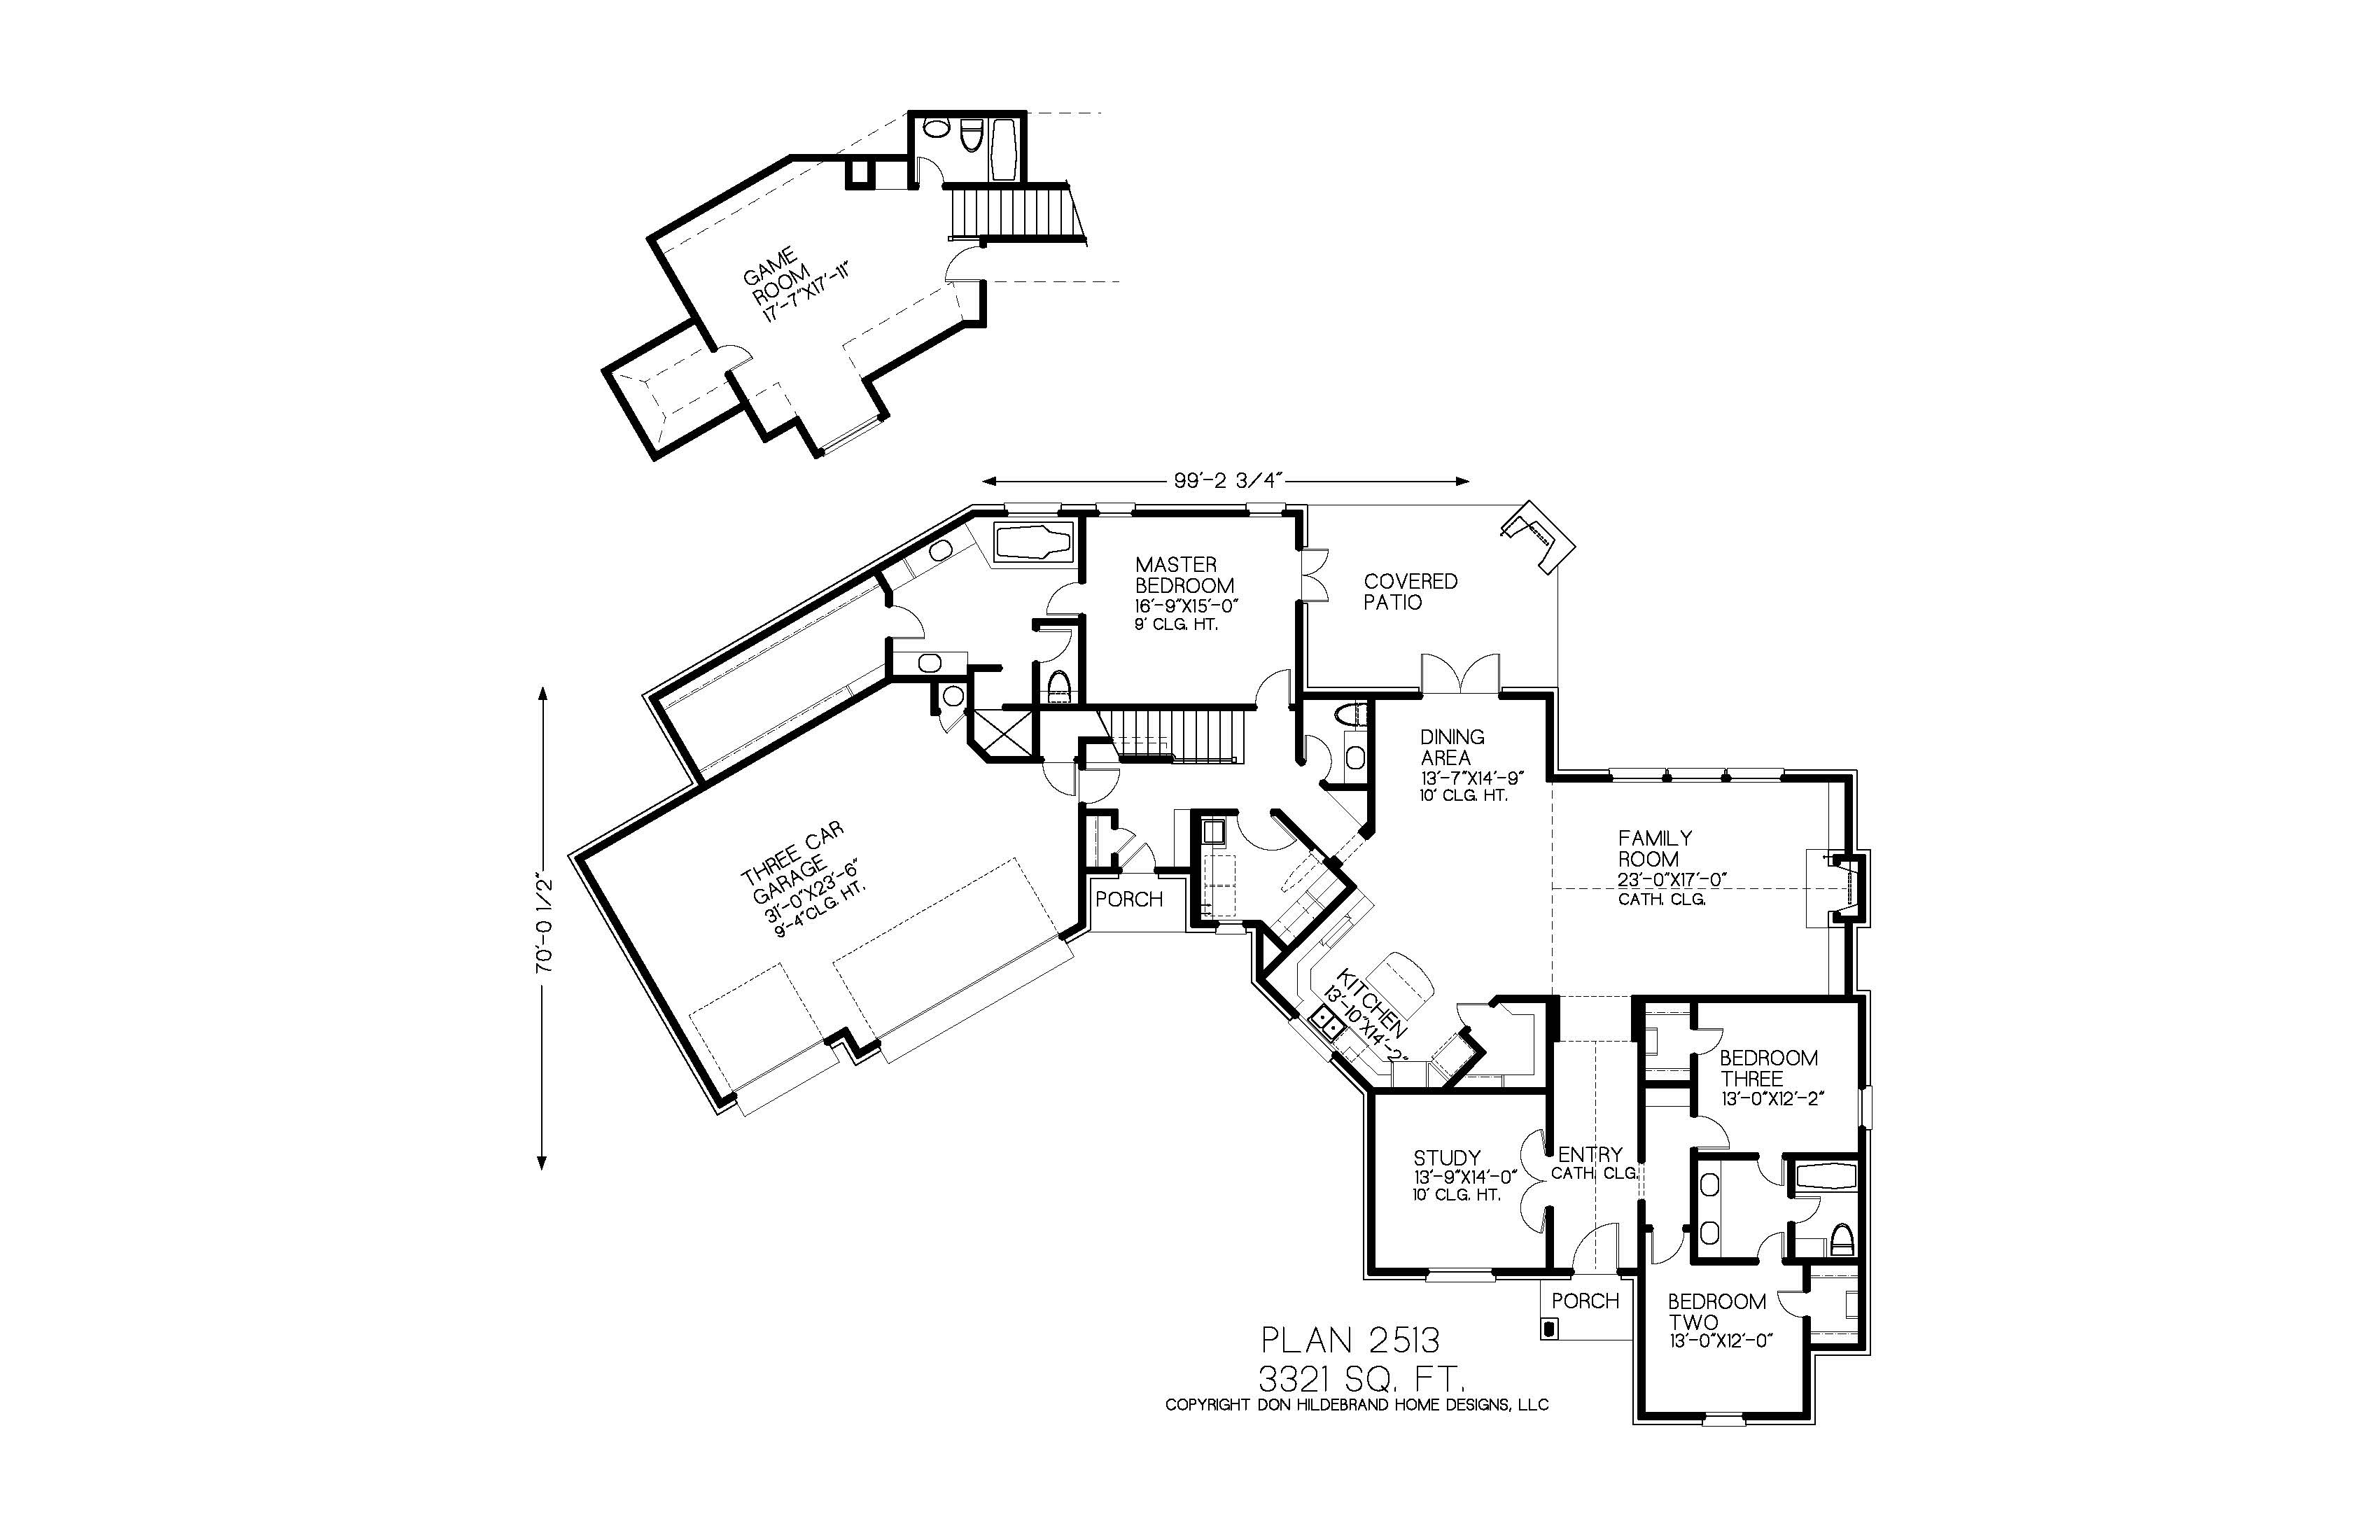 GAME
ROOM
17'-7"X17'-11"
99'-2 3/4"
MASTER
BEDROOM
16'-9"X15'-0"
9' CLG. HT.
COVERED
PATIO
70'-0 1/2"
DINING
AREA
13'-7"X14'-9"
10' CLG. HT.
THREE CAR
GARAGE
31'-0"X23'-6"
9'-4"CLG. HT.
FAMILY
ROOM
23'-0"X17'-0"
CATH. CLG.
PORCH
KITCHEN
13'-10"X14'-2"
BEDROOM
THREE
13'-0"X12'-2"
STUDY
13'-9"X14'-0"
10' CLG. HT.
ENTRY
CATH. CLG.
PORCH
BEDROOM
TWO
13'-0"X12'-0"
PLAN 2513
3321 SQ. FT.
COPYRIGHT DON HILDEBRAND HOME DESIGNS, LLC